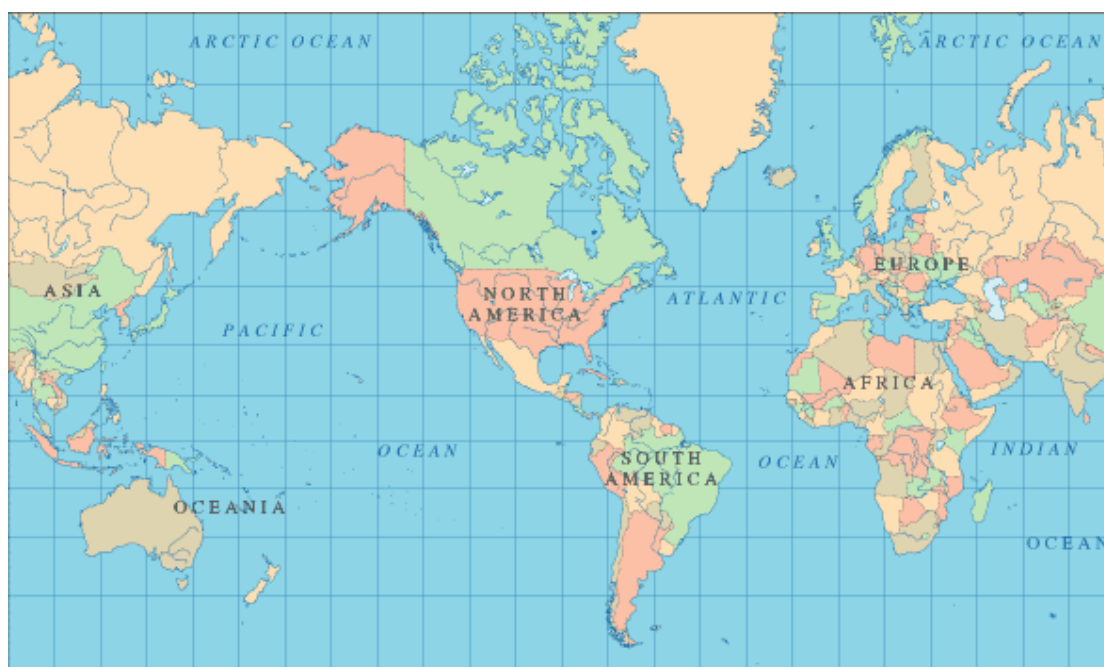 ARCTIC OCEAN
ARCTIC OCEAN
EUROPE
ASIA
NORTH
AMERICA
ATLANTIC
PACIFIC
AFRICA
OCEAN
SOUTH
AMERICA
OCEAN
INDIAN
OCEANIA
OCEAN